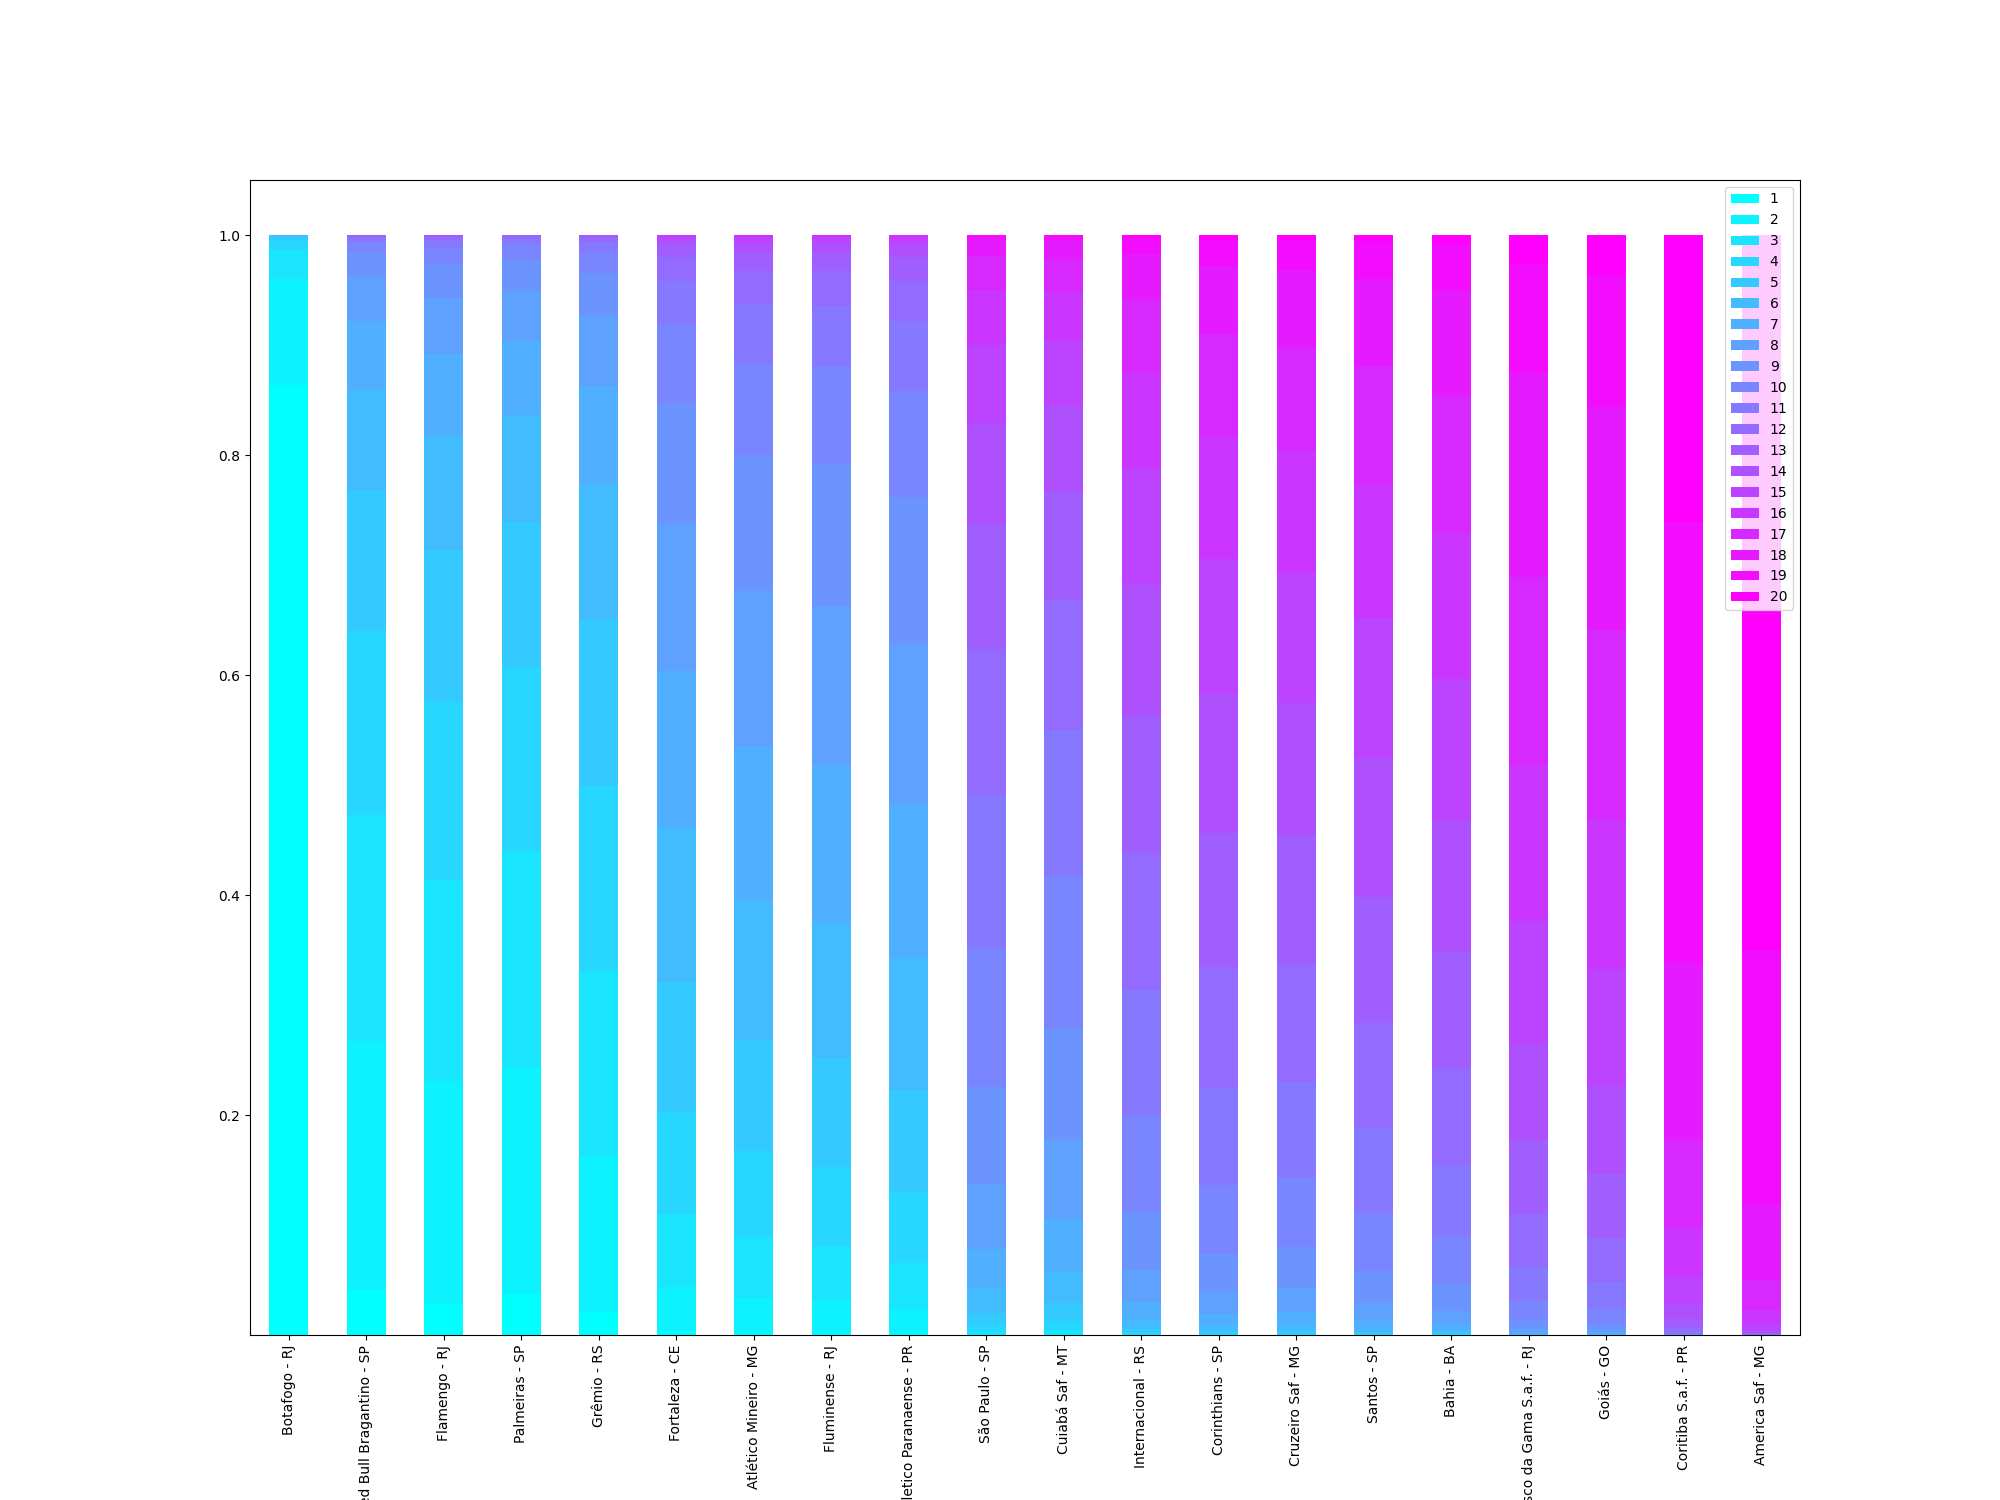 1.0
0.8
0.6
0.4
0.2
1
2
3
4
5
6
7
8
9
10
11
12
13
14
15
16
17
18
19
20
Botafogo - RJ
ed Bull Bragantino - SP
Flamengo - RJ
Palmeiras - SP
Grêmio - RS
Fortaleza - CE
Atlético Mineiro - MG
Fluminense - RJ
letico Paranaense - PR
São Paulo - SP
Cuiabá Saf - MT
Internacional - RS
Corinthians - SP
Cruzeiro Saf - MG
Santos - SP
Bahia - BA
sco da Gama S.a.f. - RJ
Goiás - GO
Coritiba S.a.f. - PR
America Saf - MG